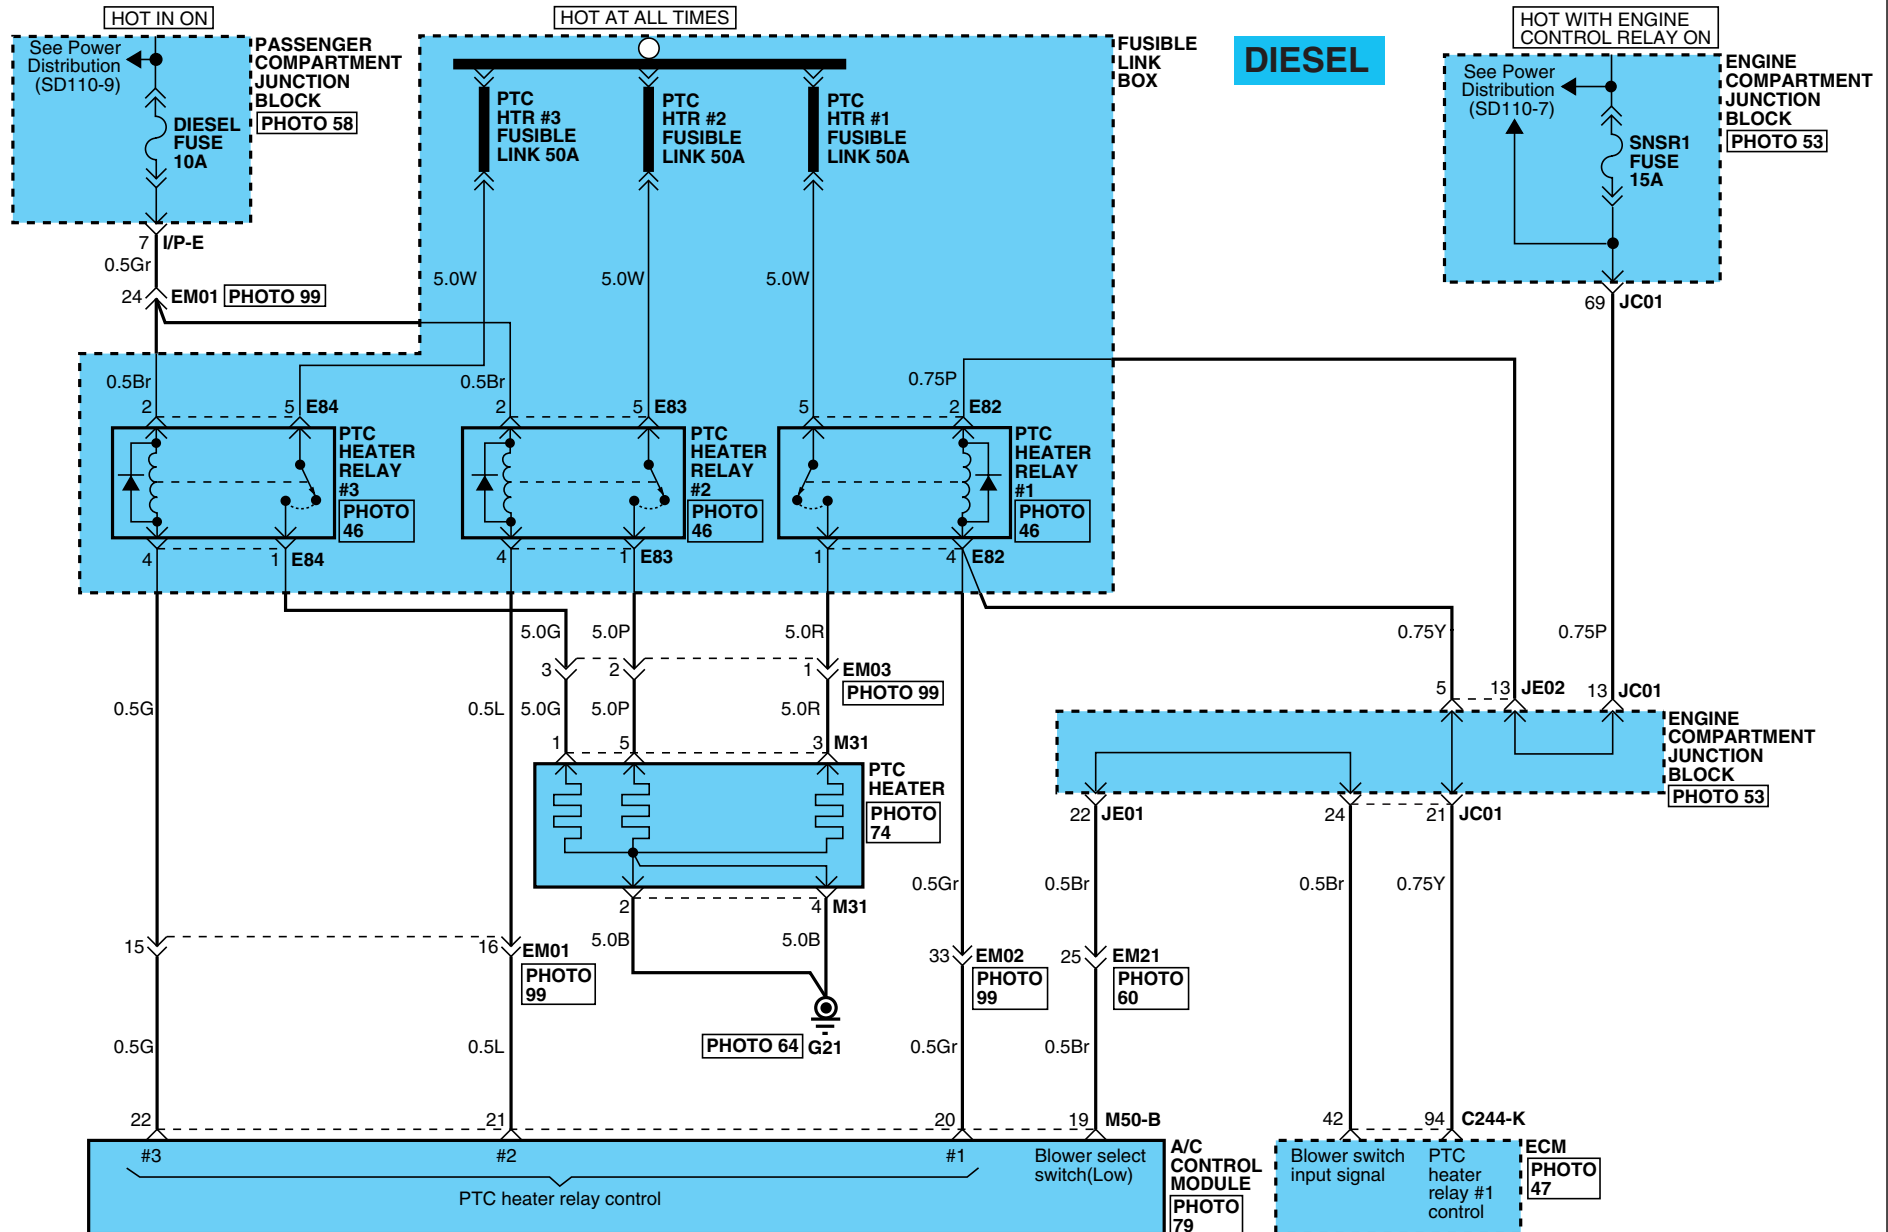 HOT IN ON
HOT AT ALL TIMES
HOT WITH ENGINE
CONTROL RELAY ON
See Power
Distribution
(SD110-9)
DIESEL
FUSE
10A
PASSENGER
COMPARTMENT
JUNCTION
BLOCK
PHOTO 58
PTC
HTR #3
FUSIBLE
LINK 50A
PTC
HTR #2
FUSIBLE
LINK 50A
PTC
HTR #1
FUSIBLE
LINK 50A
FUSIBLE
LINK
BOX
DIESEL
See Power
Distribution
(SD110-7)
SNSR1
FUSE
15A
ENGINE
COMPARTMENT
JUNCTION
BLOCK
PHOTO 53
7 I/P-E
0.5Gr
24 EM01 PHOTO 99
5.0W
5.0W
5.0W
69 JC01
0.5Br
0.5Br
0.75P
2 5 E84
2 5 E83
5 2 E82
PTC
HEATER
RELAY
#3
PHOTO
46
PTC
HEATER
RELAY
#2
PHOTO
46
PTC
HEATER
RELAY
#1
PHOTO
46
4 1 E84
4 1 E83
1 4 E82
5.0G 5.0P 5.0R
0.75Y 0.75P
3 2 1 EM03
PHOTO 99
0.5G 0.5L 5.0G 5.0P 5.0R
5 13 JE02 13 JC01
1 5 3 M31
PTC
HEATER
PHOTO
74
ENGINE
COMPARTMENT
JUNCTION
BLOCK
PHOTO 53
22 JE01 24 21 JC01
2 4 M31
0.5Gr 0.5Br 0.5Br 0.75Y
5.0B 5.0B
15 16 EM01
PHOTO
99
33 EM02
PHOTO
99
25 EM21
PHOTO
60
PHOTO 64 G21
0.5G 0.5L 0.5Gr 0.5Br
22 21 20 19 M50-B
42 94 C244-K
#3 #2 #1
PTC heater relay control
Blower select
switch(Low)
A/C
CONTROL
MODULE
PHOTO
79
Blower switch
input signal
PTC
heater
relay #1
control
ECM
PHOTO
47